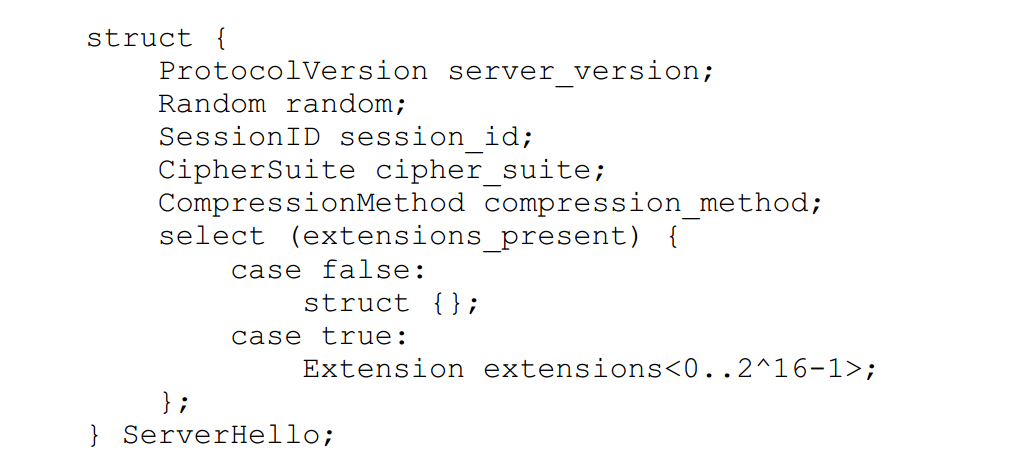 struct {
    ProtocolVersion server_version;
    Random random;
    SessionID session_id;
    CipherSuite cipher_suite;
    CompressionMethod compression_method;
    select (extensions_present) {
        case false:
            struct {};
        case true:
            Extension extensions<0..2^16-1>;
    };
} ServerHello;